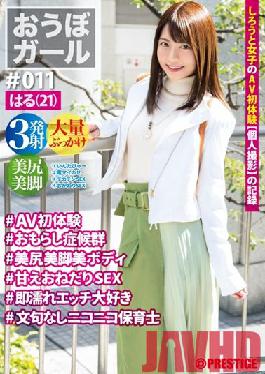 おうぼ
ガール
#011
はる(21)
3発射
大量
ぶっかけ
美尻
美脚
しろうと女子のAV初体験【個人撮影】の記録
#AV初体験
#おもらし症候群
#美尻美脚美ボディ
#甘えおねだりSEX
#即濡れエッチ大好き
#文句なしニコニコ保育士
JAVHD
PRESTIGE